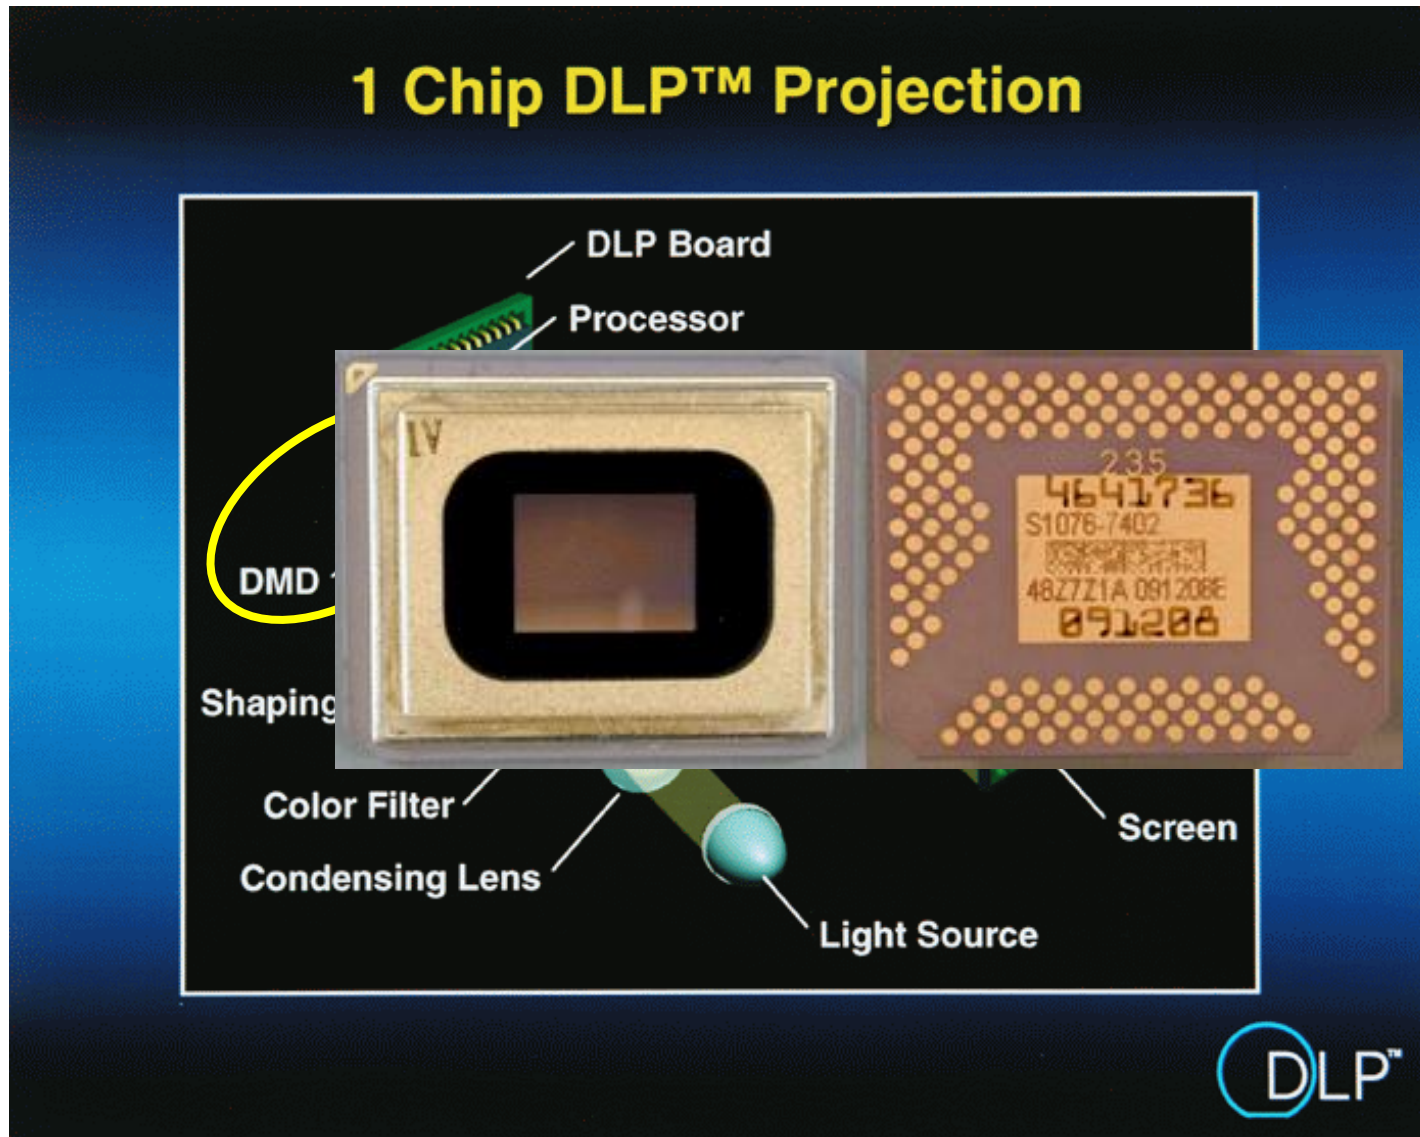 1 Chip DLP™ Projection
DLP Board
Processor
DMD
Shaping
Color Filter
Condensing Lens
Light Source
Screen
235
4641736
S1076-7402
48Z7Z1A 091208E
091208
DLP™